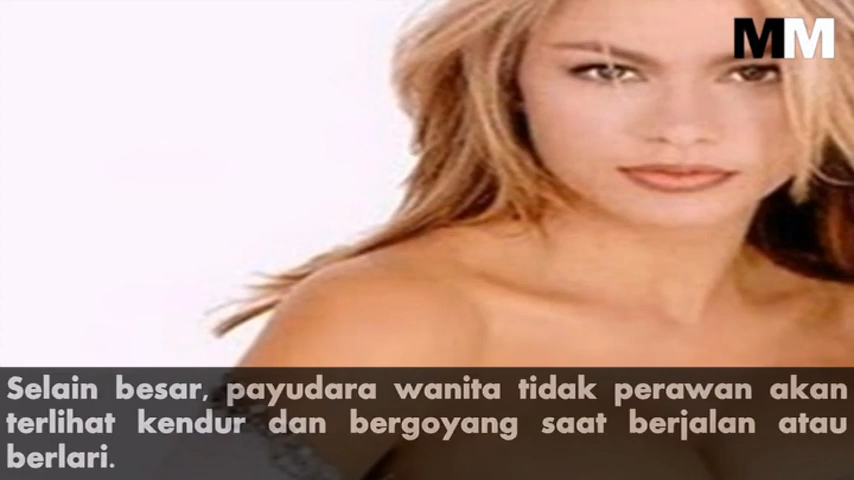 MM
Selain besar, payudara wanita tidak perawan akan
terlihat kendur dan bergoyang saat berjalan atau
berlari.